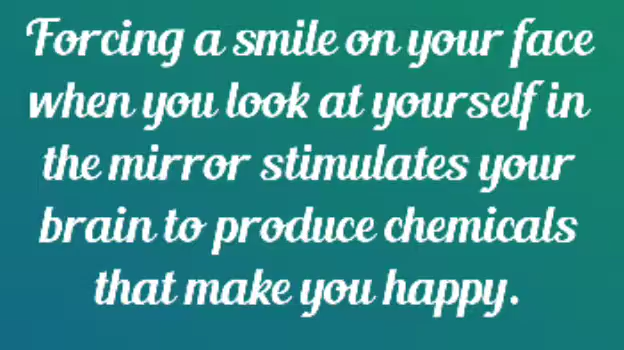 Forcing a smile on your face
when you look at yourself in
the mirror stimulates your
brain to produce chemicals
that make you happy.